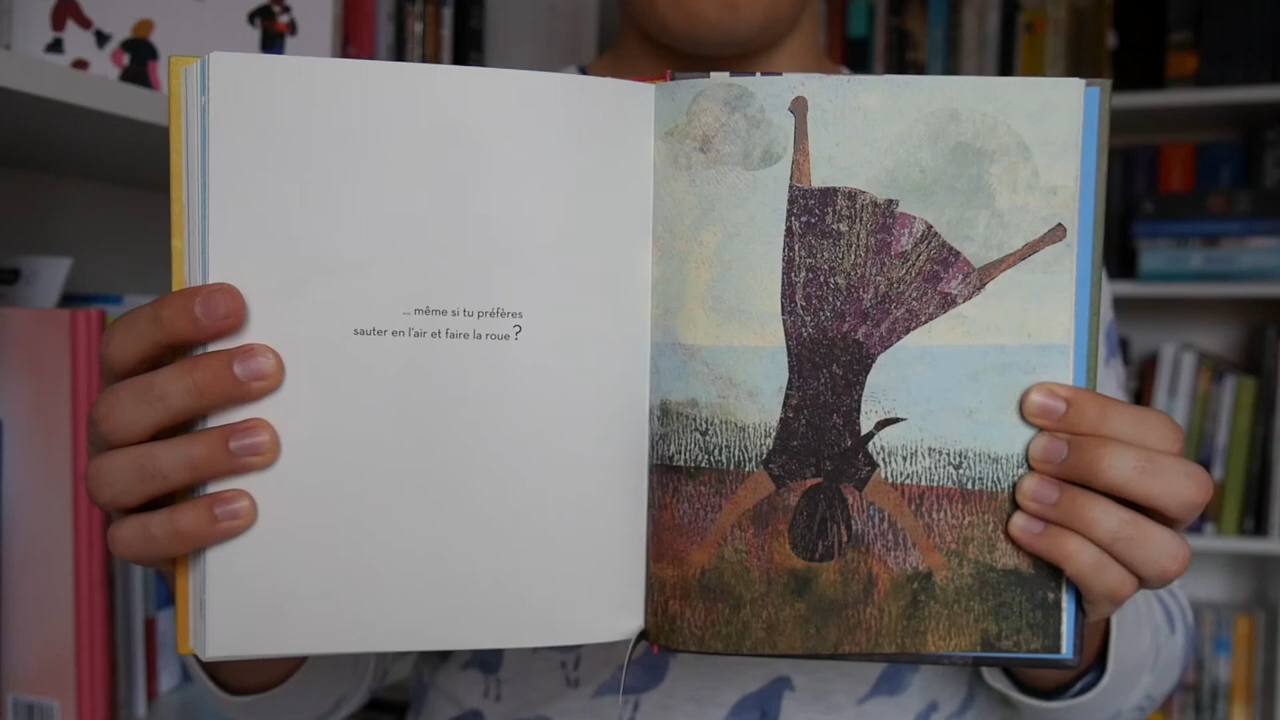 ... même si tu préfères
sauter en l'air et faire la roue ?